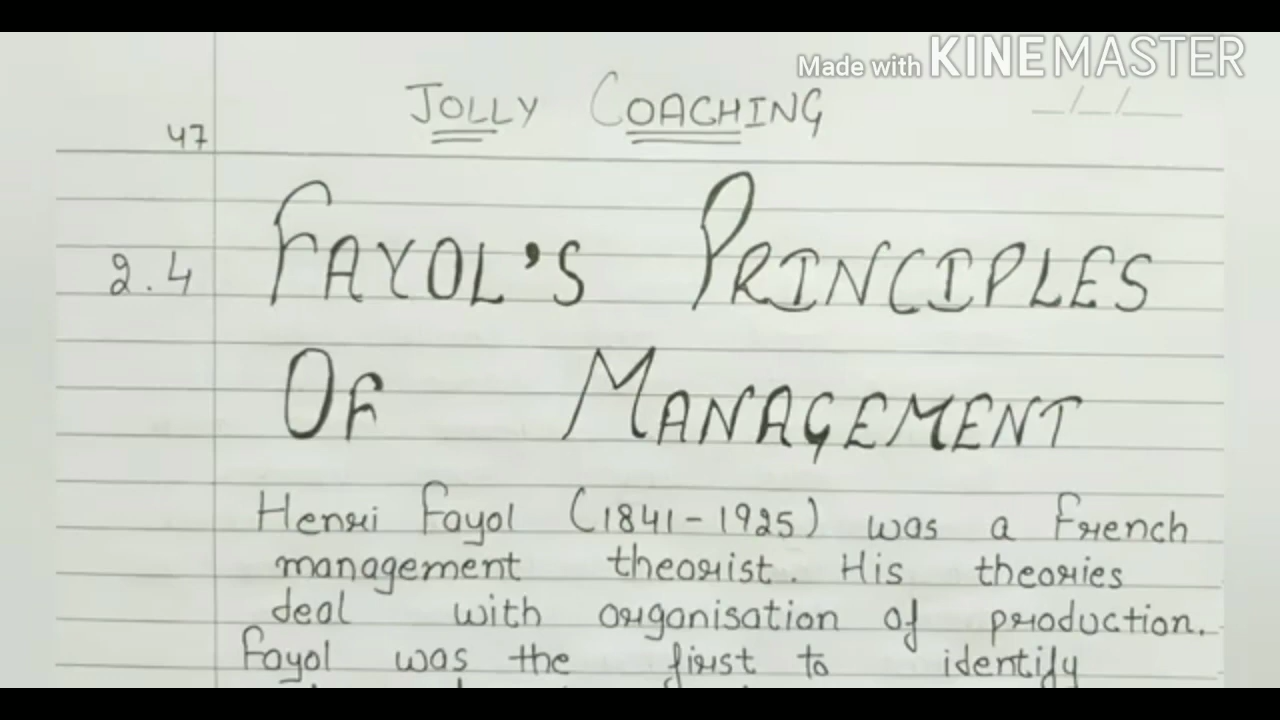 Made with KINEMASTER
JOLLY COACHING
_/_/__
47
2.4 FAYOL'S PRINCIPLES
OF MANAGEMENT
Henri Fayol (1841-1925) was a French
management theorist. His theories
deal with organisation of production.
Fayol was the first to identify